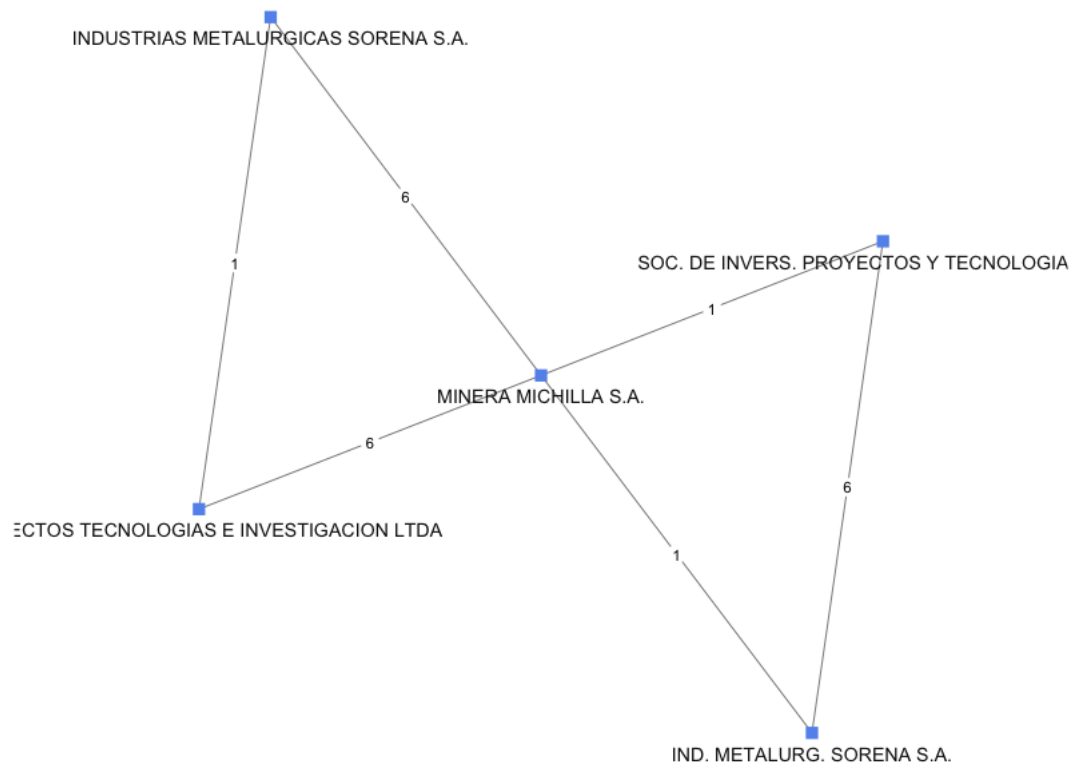 INDUSTRIAS METALURGICAS SORENA S.A.
6
SOC. DE INVERS. PROYECTOS Y TECNOLOGIA
1
1
MINERA MICHILLA S.A.
6
6
ECTOS TECNOLOGIAS E INVESTIGACION LTDA
1
IND. METALURG. SORENA S.A.